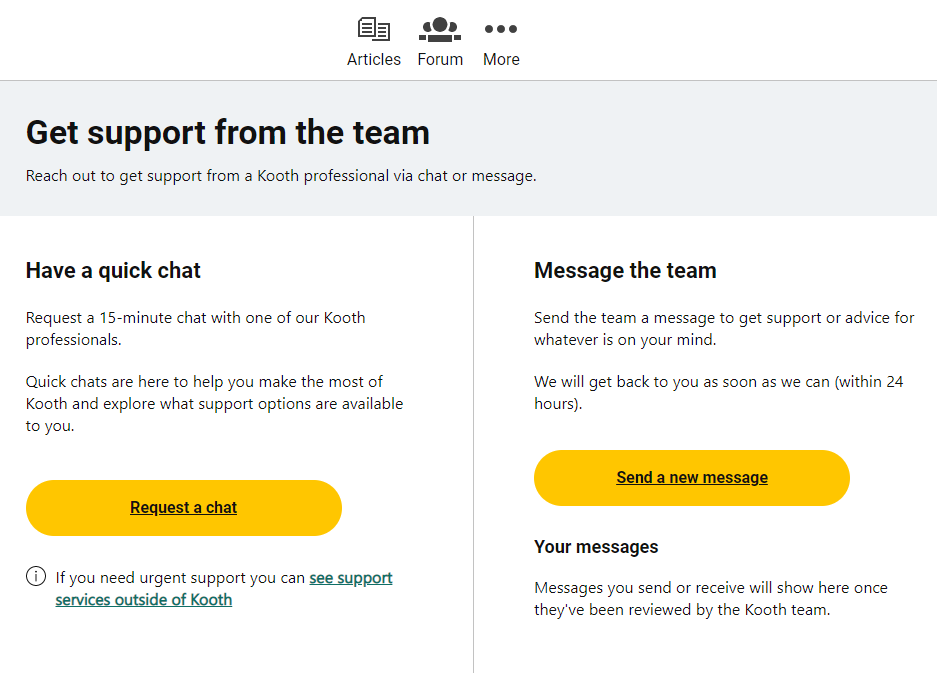 Articles
Forum
More
Get support from the team
Reach out to get support from a Kooth professional via chat or message.
Have a quick chat
Request a 15-minute chat with one of our Kooth
professionals.
Quick chats are here to help you make the most of
Kooth and explore what support options are available
to you.
Request a chat
If you need urgent support you can see support
services outside of Kooth
Message the team
Send the team a message to get support or advice for
whatever is on your mind.
We will get back to you as soon as we can (within 24
hours).
Send a new message
Your messages
Messages you send or receive will show here once
they've been reviewed by the Kooth team.